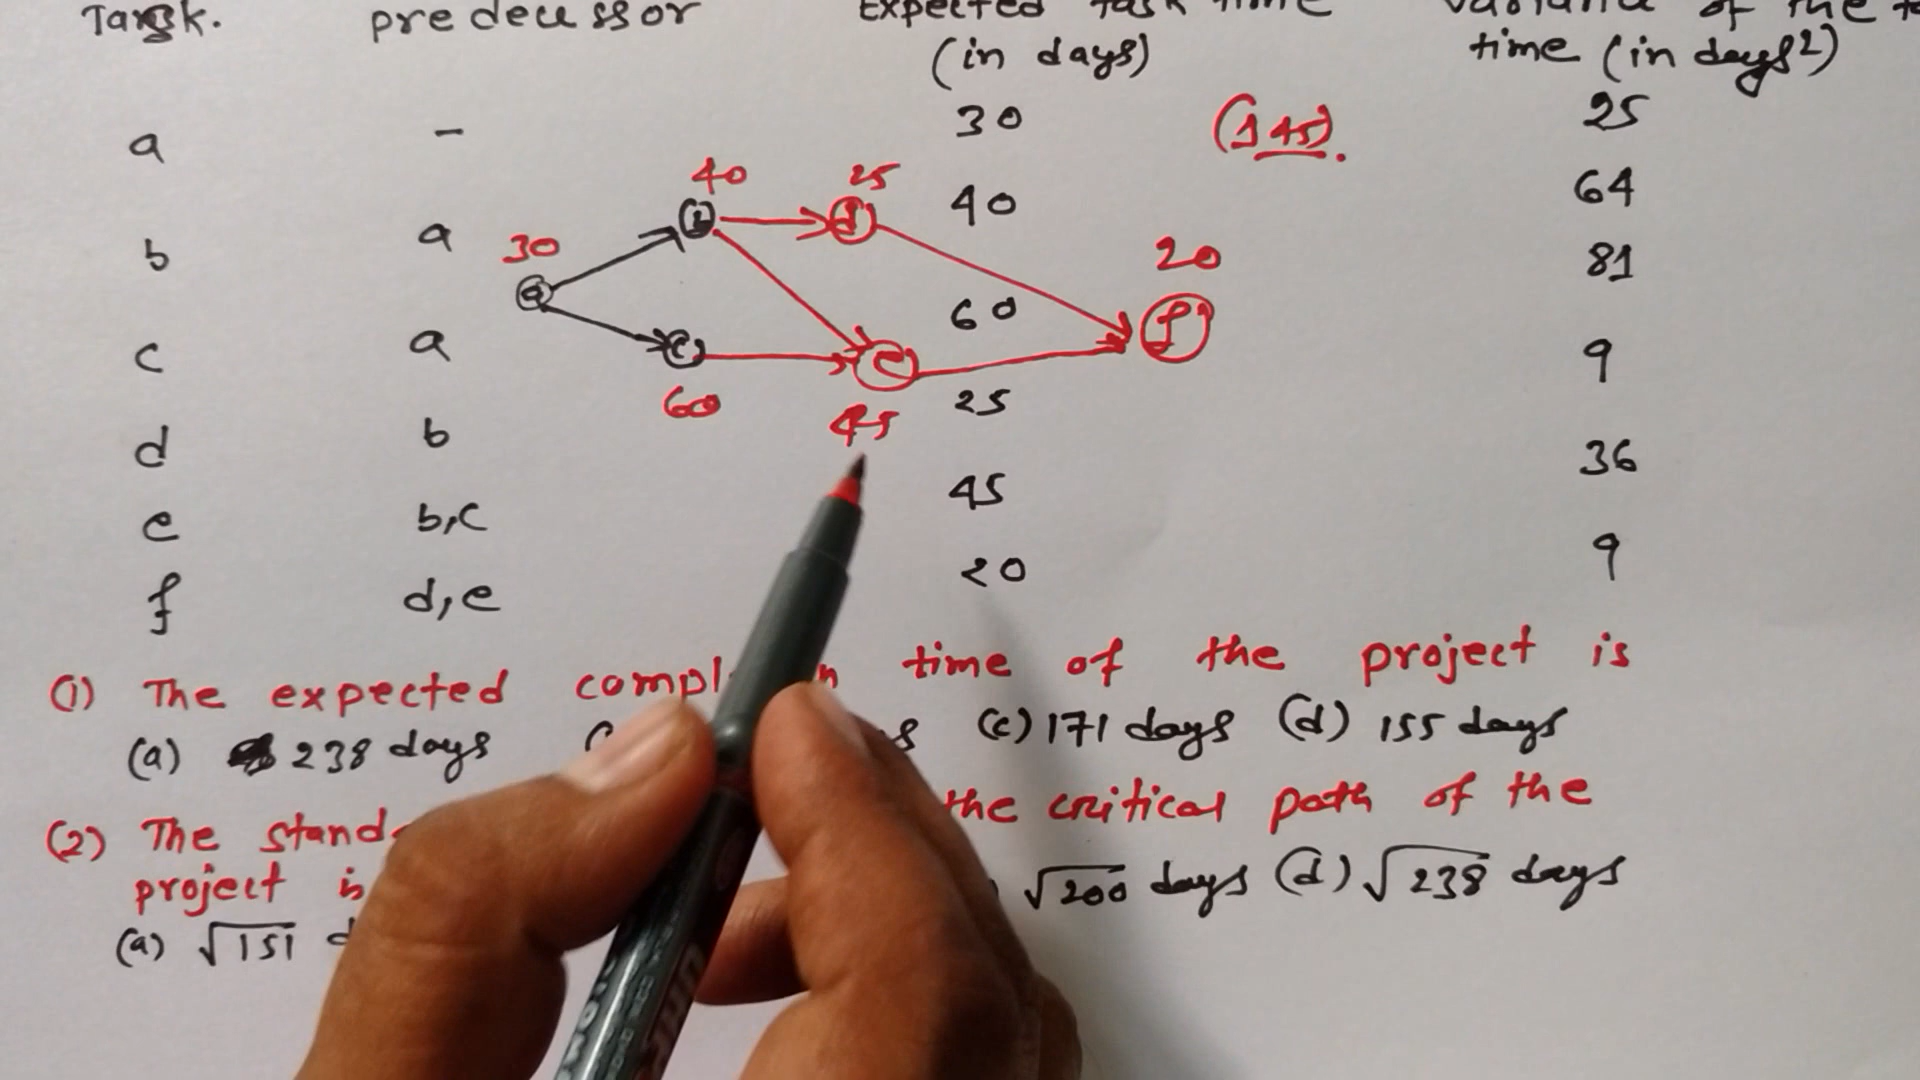 Task. predecessor Expected task time (in days) variance of the time (in days²)
a - 30 (145). 25
b a 40 64
c a 60 81
d b 25 9
e b,c 45 36
f d,e 20 9
30 40 25 20
a b d f
c e
60 45
(1) The expected time of the project is
(a) 238 days (c) 171 days (d) 155 days
(2) The the critical path of the
project is
(a) √151 √200 days (d) √238 days